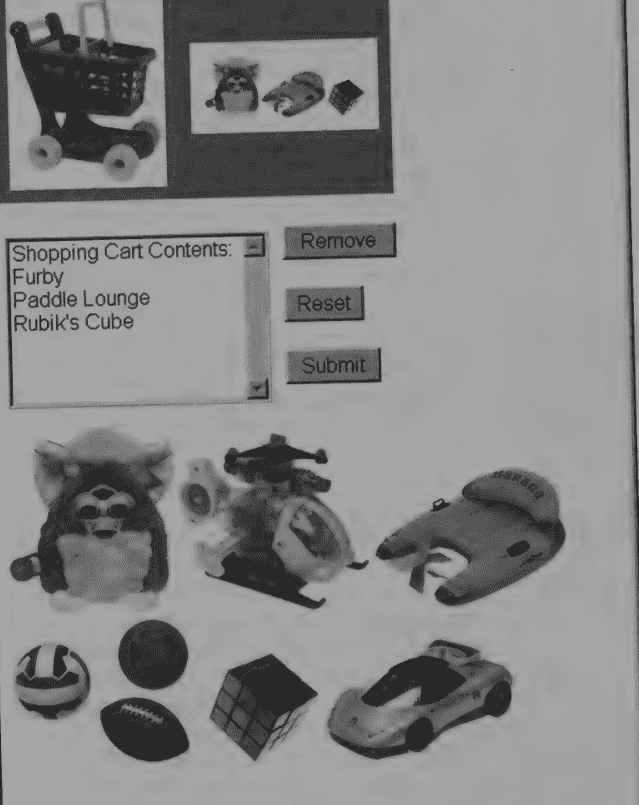 Shopping Cart Contents:
Furby
Paddle Lounge
Rubik's Cube
Remove
Reset
Submit